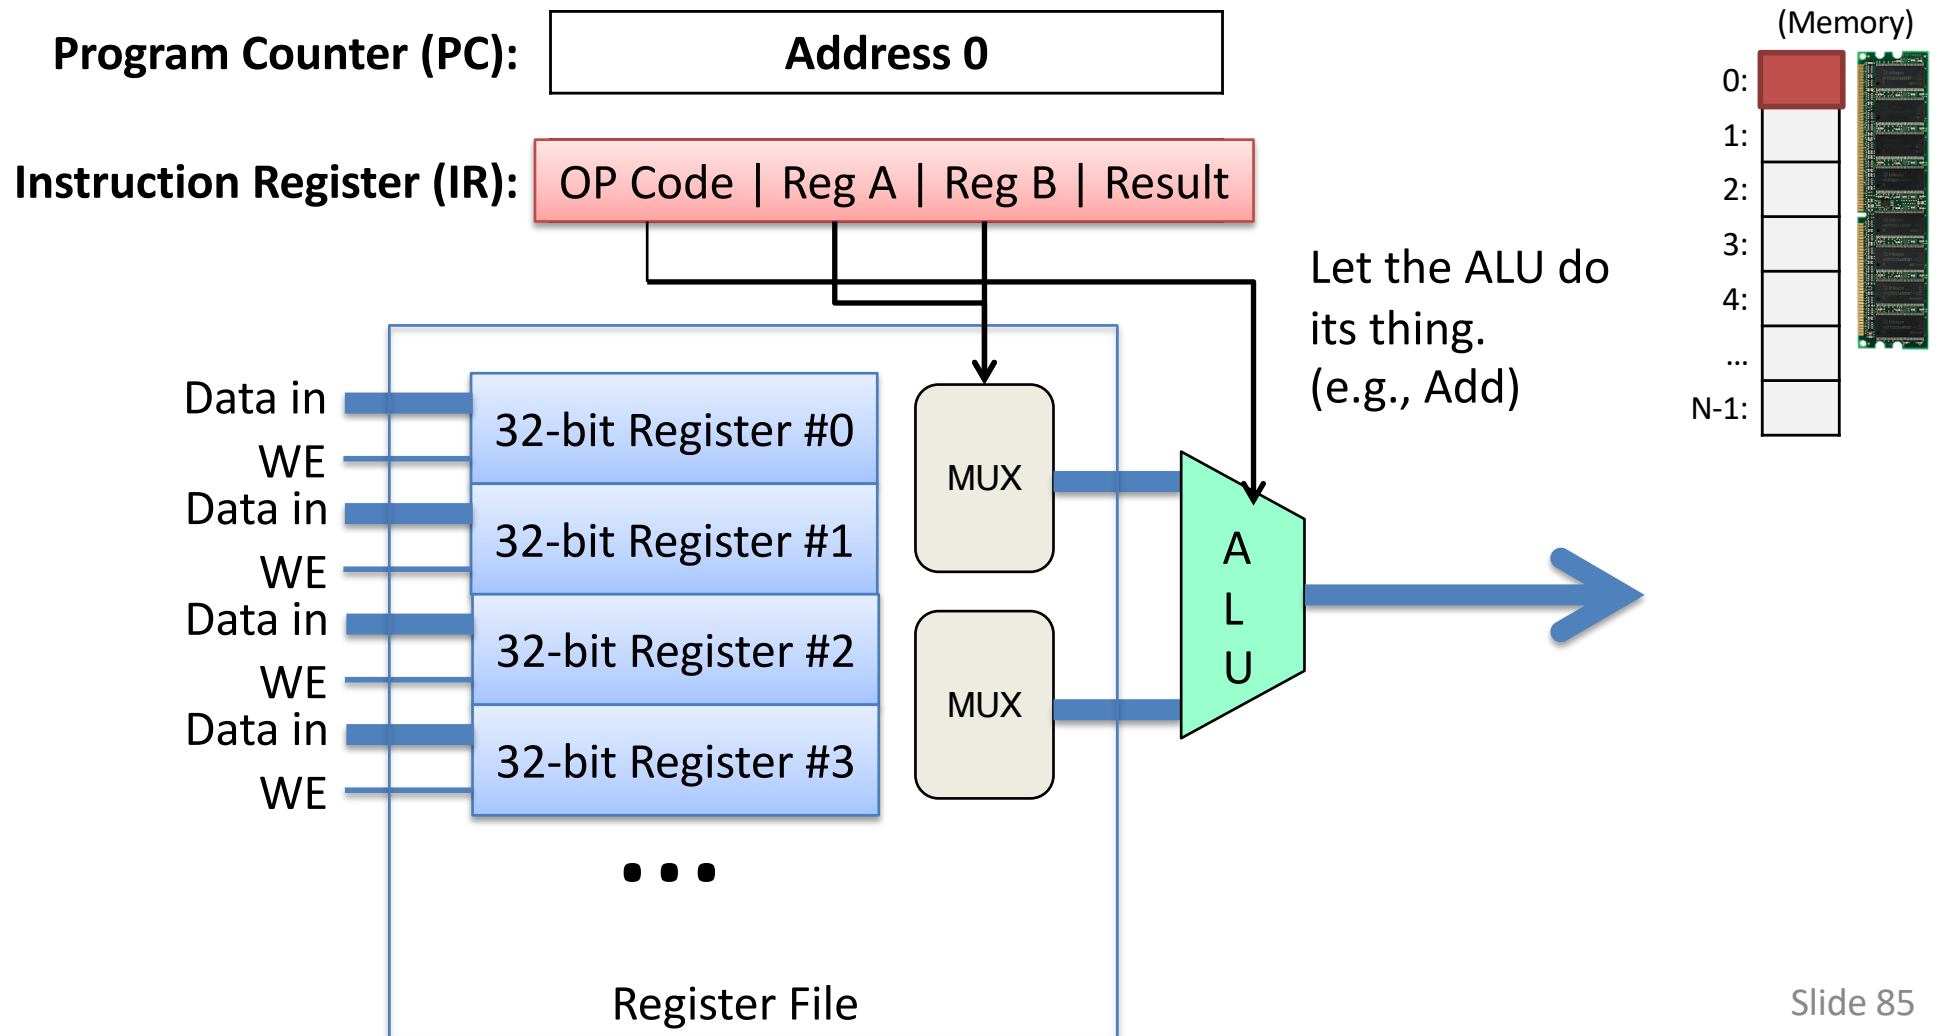 Program Counter (PC):
Address 0
Instruction Register (IR):
OP Code | Reg A | Reg B | Result
(Memory)
0:
1:
2:
3:
4:
...
N-1:
Let the ALU do
its thing.
(e.g., Add)
Data in
WE
Data in
WE
Data in
WE
Data in
WE
32-bit Register #0
32-bit Register #1
32-bit Register #2
32-bit Register #3
...
MUX
MUX
A
L
U
Register File
Slide 85